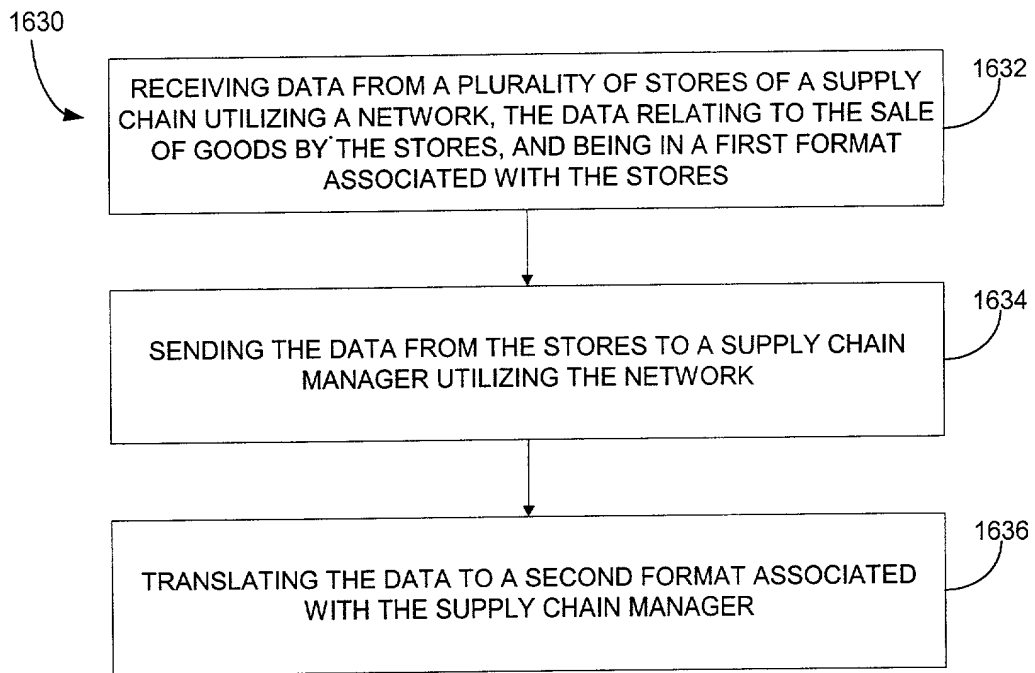 1630
RECEIVING DATA FROM A PLURALITY OF STORES OF A SUPPLY
CHAIN UTILIZING A NETWORK, THE DATA RELATING TO THE SALE
OF GOODS BY THE STORES, AND BEING IN A FIRST FORMAT
ASSOCIATED WITH THE STORES
1632
SENDING THE DATA FROM THE STORES TO A SUPPLY CHAIN
MANAGER UTILIZING THE NETWORK
1634
TRANSLATING THE DATA TO A SECOND FORMAT ASSOCIATED
WITH THE SUPPLY CHAIN MANAGER
1636